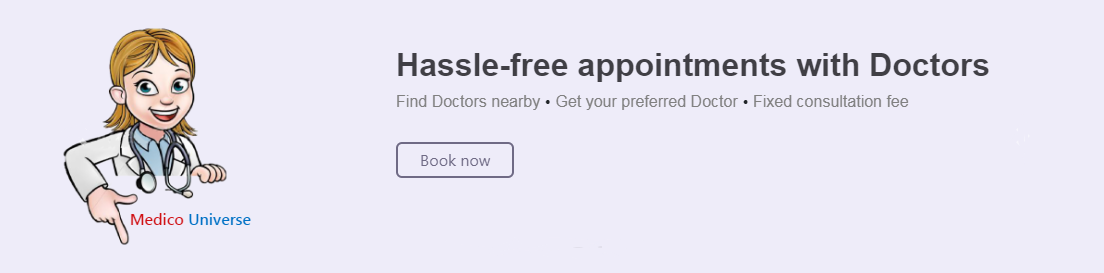 Hassle-free appointments with Doctors
Find Doctors nearby • Get your preferred Doctor • Fixed consultation fee
Book now
Medico Universe